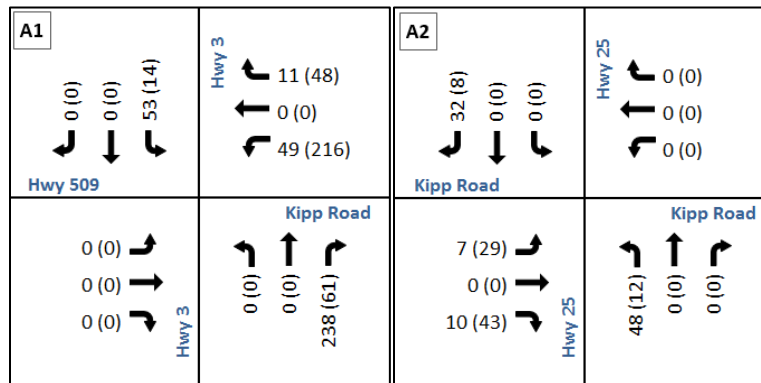 A1
Hwy 3
0 (0)
0 (0)
53 (14)
11 (48)
0 (0)
49 (216)
Hwy 509
A2
Hwy 25
32 (8)
0 (0)
0 (0)
0 (0)
0 (0)
0 (0)
Kipp Road
Kipp Road
0 (0)
0 (0)
0 (0)
Hwy 3
0 (0)
0 (0)
238 (61)
Kipp Road
7 (29)
0 (0)
10 (43)
Hwy 25
48 (12)
0 (0)
0 (0)